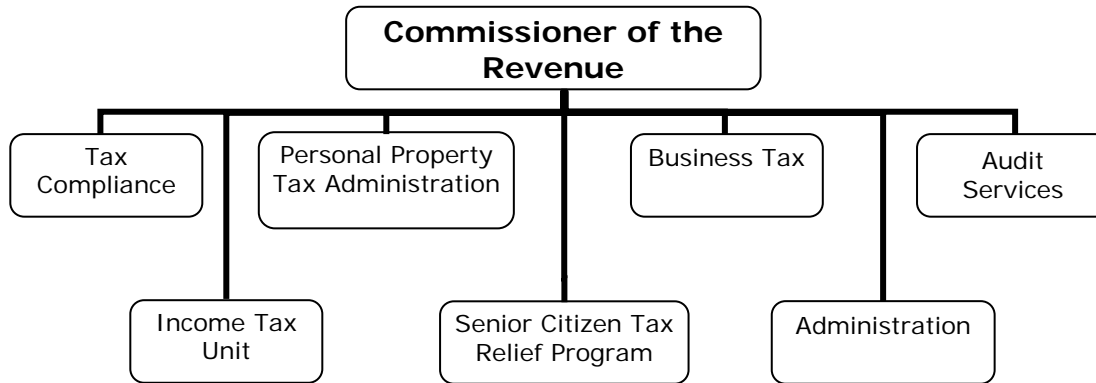 Commissioner of the
Revenue
Tax
Compliance
Personal Property
Tax Administration
Business Tax
Audit
Services
Income Tax
Unit
Senior Citizen Tax
Relief Program
Administration